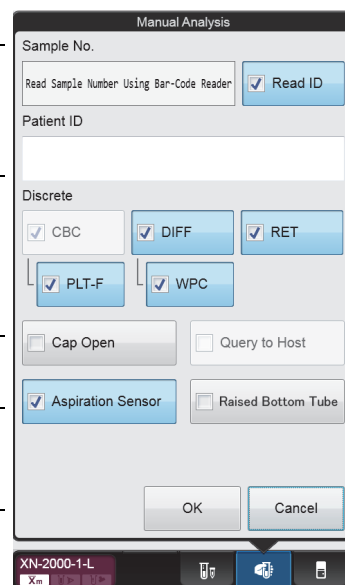 Manual Analysis
Sample No.
Read Sample Number Using Bar-Code Reader
Read ID
Patient ID
Discrete
CBC
DIFF
RET
PLT-F
WPC
Cap Open
Query to Host
Aspiration Sensor
Raised Bottom Tube
OK
Cancel
XN-2000-1-L
Xm